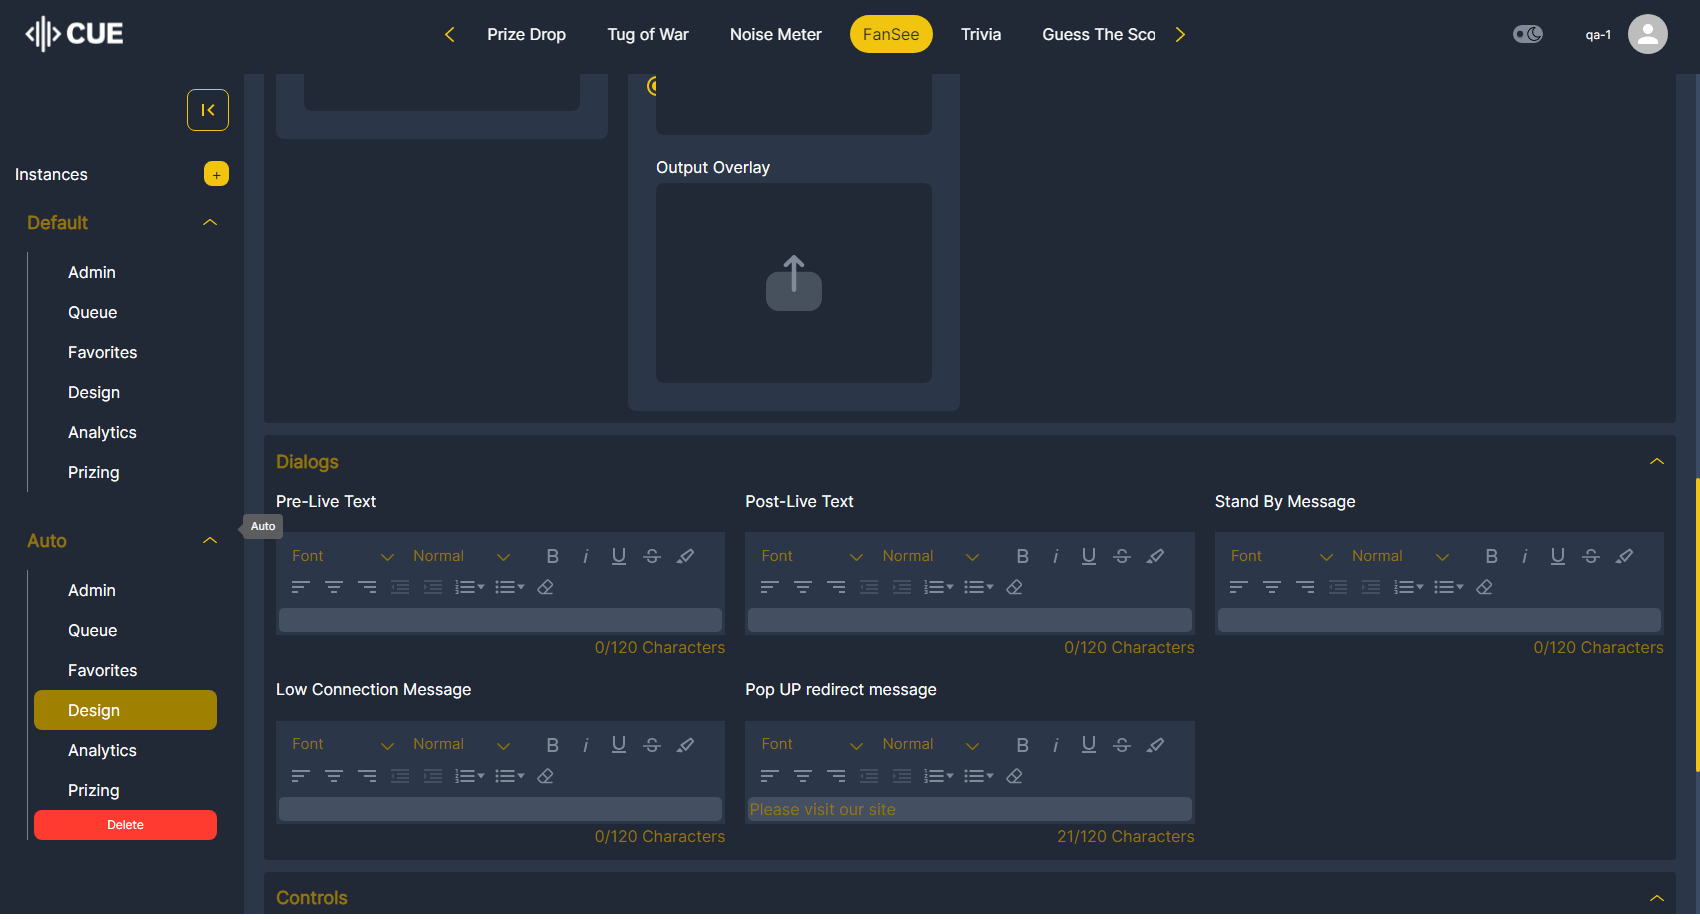 CUE
Prize Drop
Tug of War
Noise Meter
FanSee
Trivia
Guess The Sco
qa-1
Instances
+
Default
Admin
Queue
Favorites
Design
Analytics
Prizing
Auto
Auto
Admin
Queue
Favorites
Design
Analytics
Prizing
Delete
Output Overlay
Dialogs
Pre-Live Text
Font Normal B i U S
0/120 Characters
Post-Live Text
Font Normal B i U S
0/120 Characters
Stand By Message
Font Normal B i U S
0/120 Characters
Low Connection Message
Font Normal B i U S
0/120 Characters
Pop UP redirect message
Font Normal B i U S
Please visit our site
21/120 Characters
Controls